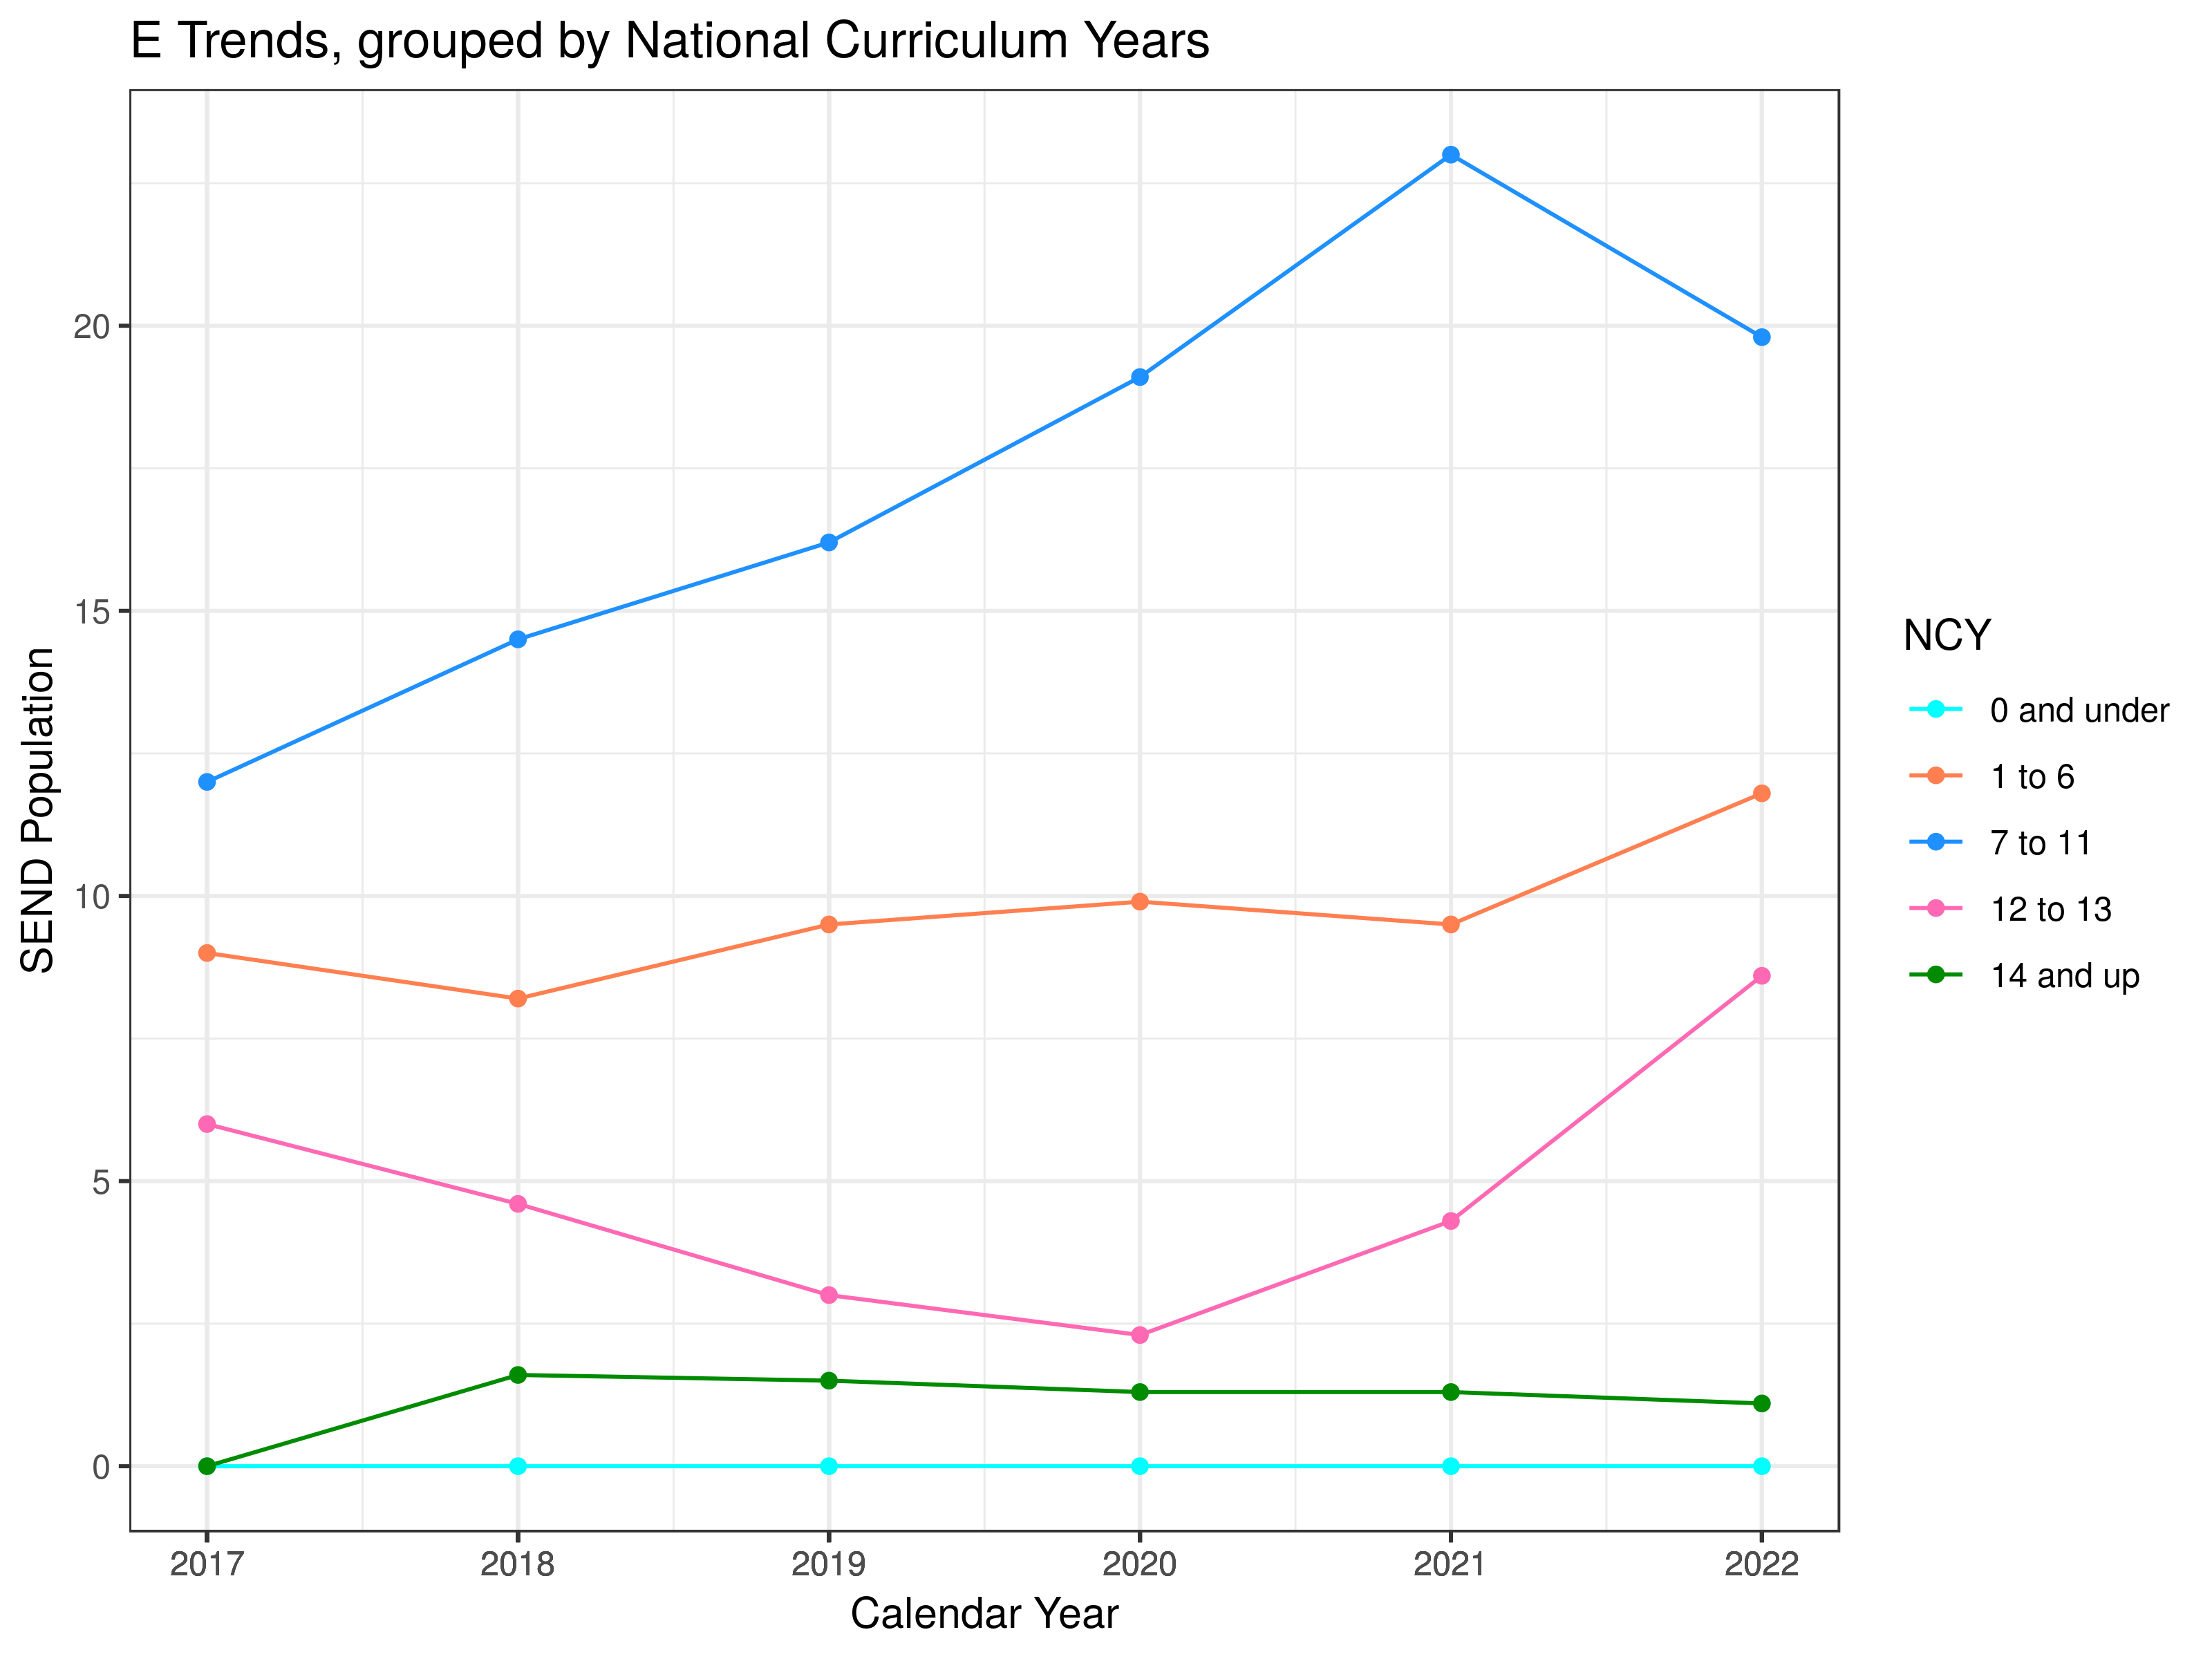 E Trends, grouped by National Curriculum Years
SEND Population
20
15
10
5
0
2017 2018 2019 2020 2021 2022
Calendar Year
NCY
0 and under
1 to 6
7 to 11
12 to 13
14 and up